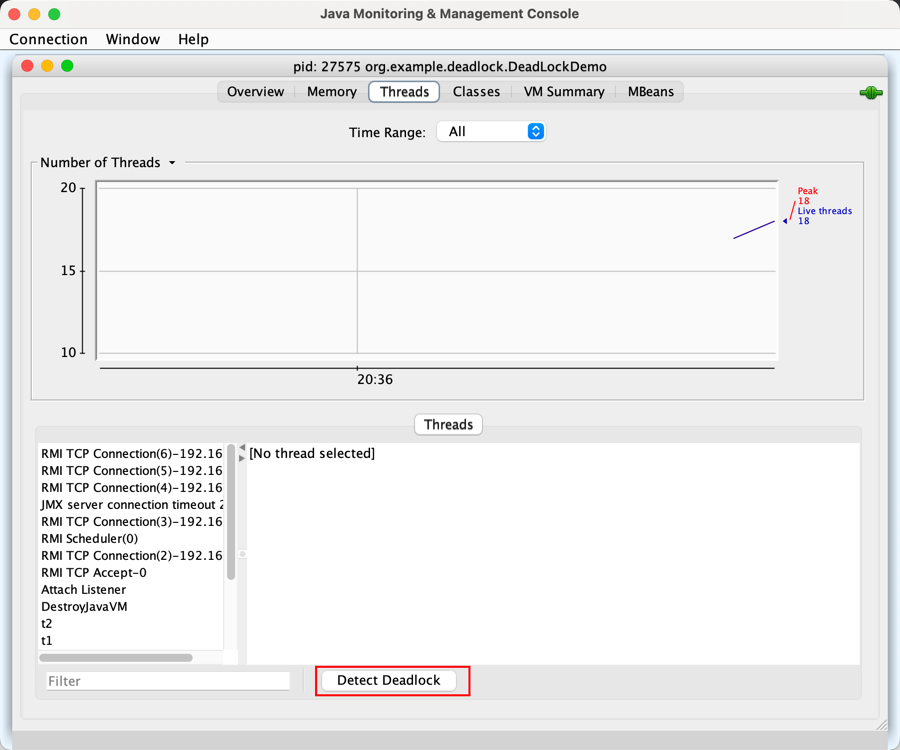 Java Monitoring & Management Console
Connection Window Help
pid: 27575 org.example.deadlock.DeadLockDemo
Overview Memory Threads Classes VM Summary MBeans
Time Range: All
Number of Threads
20
15
10
20:36
Peak
18
Live threads
18
Threads
RMI TCP Connection(6)-192.16
RMI TCP Connection(5)-192.16
RMI TCP Connection(4)-192.16
JMX server connection timeout 2
RMI TCP Connection(3)-192.16
RMI Scheduler(0)
RMI TCP Connection(2)-192.16
RMI TCP Accept-0
Attach Listener
DestroyJavaVM
t2
t1
[No thread selected]
Filter
Detect Deadlock